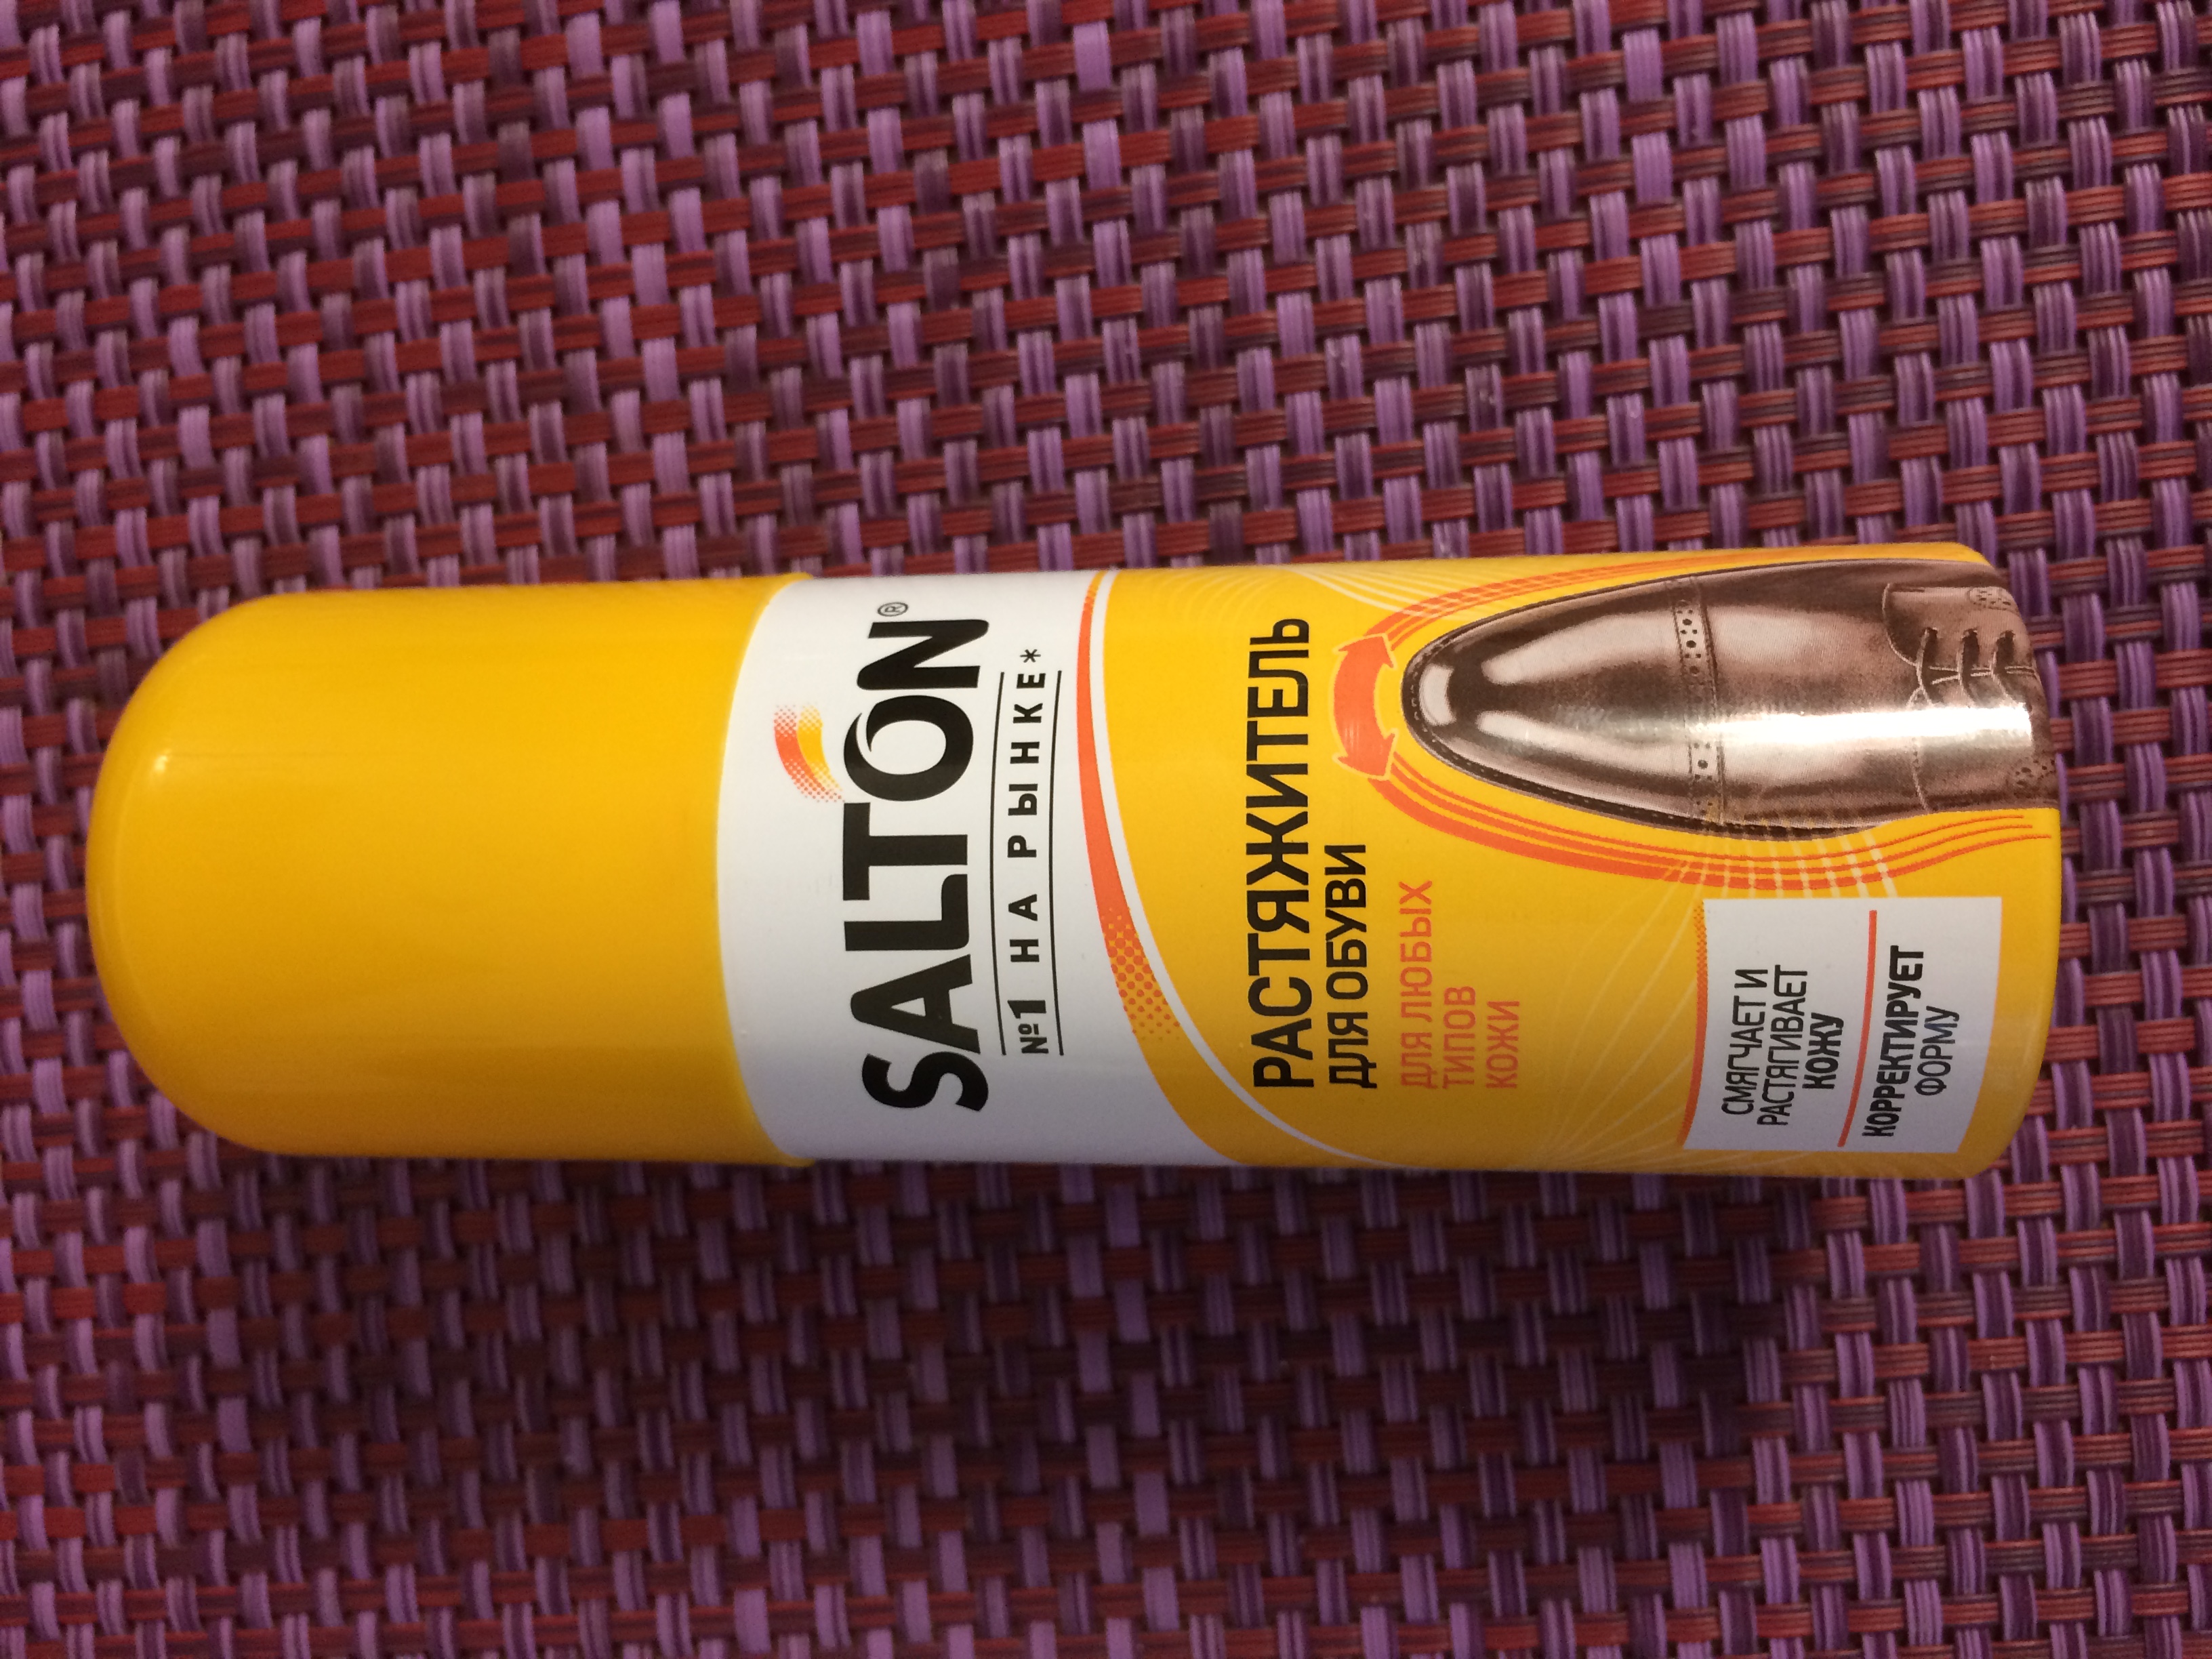 SALTON®
№1 НА РЫНКЕ*
РАСТЯЖИТЕЛЬ
ДЛЯ ОБУВИ
ДЛЯ ЛЮБЫХ
ТИПОВ
КОЖИ
СМЯГЧАЕТ И
РАСТЯГИВАЕТ
КОЖУ
КОРРЕКТИРУЕТ
ФОРМУ